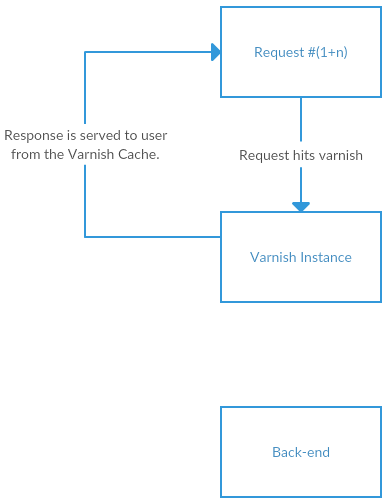 Request #(1+n)
Response is served to user
from the Varnish Cache.
Request hits varnish
Varnish Instance
Back-end